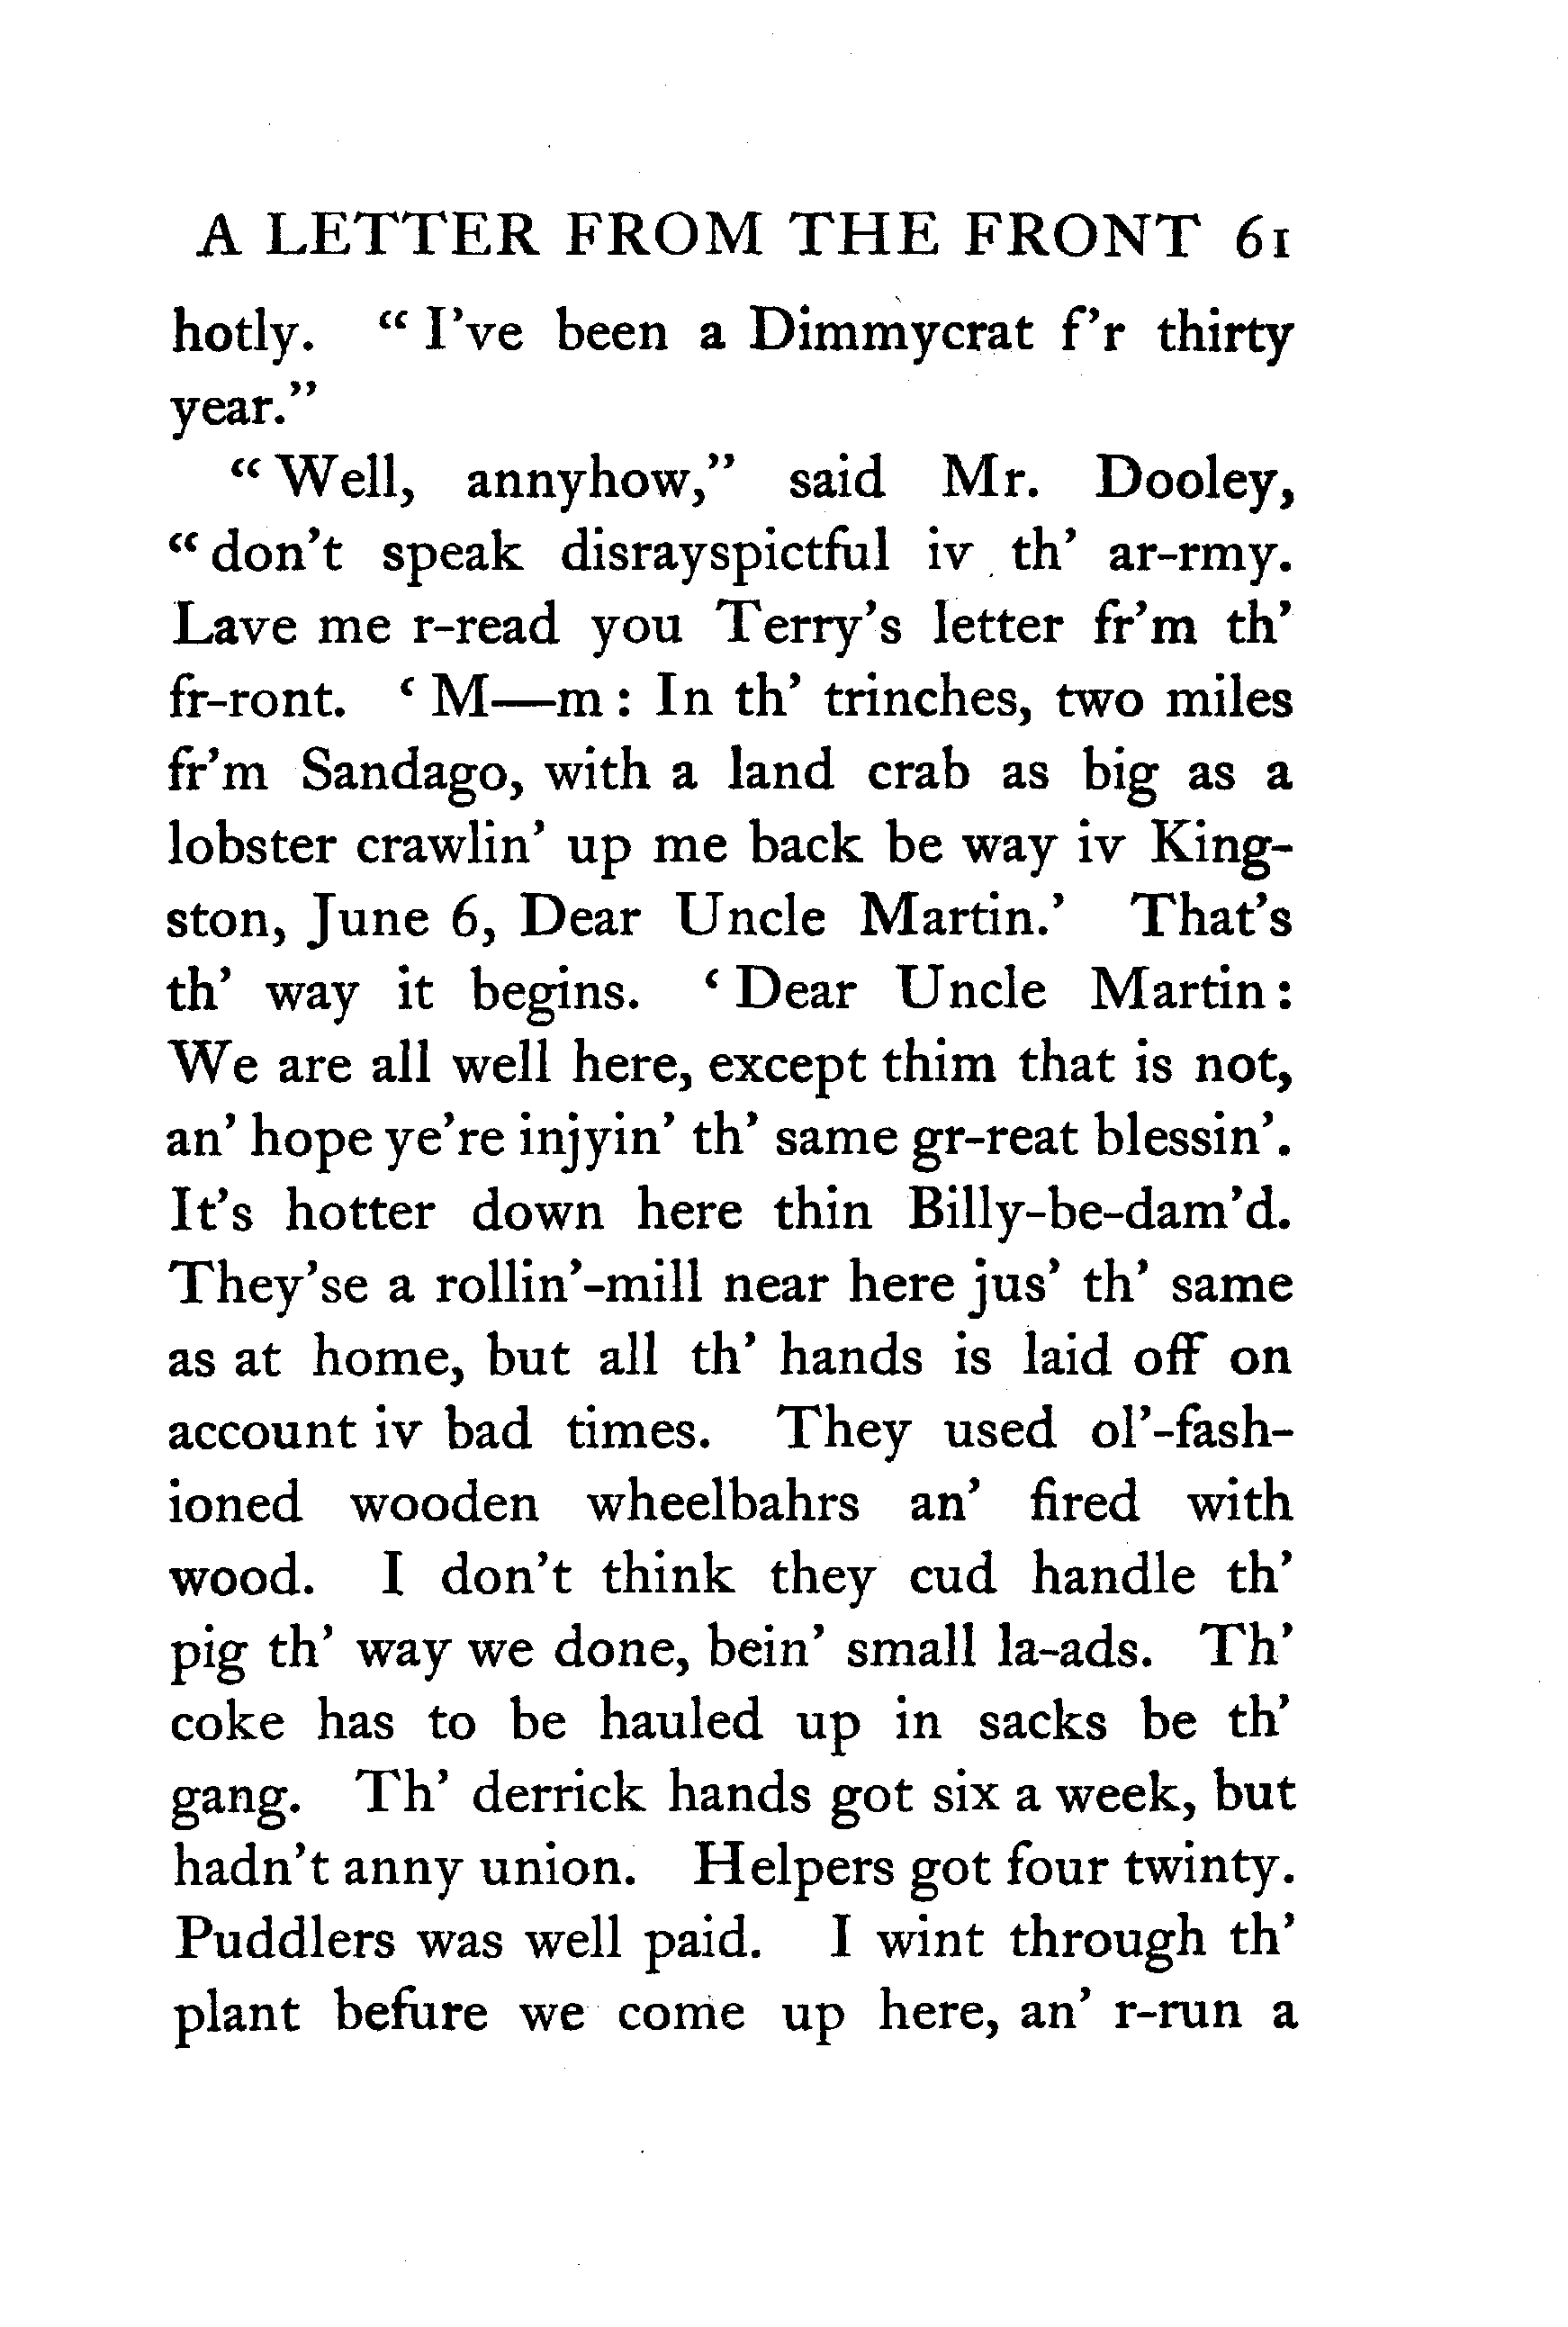 A LETTER FROM THE FRONT 61
hotly. “ I’ve been a Dimmycrat f’r thirty
year.”
“ Well, annyhow,” said Mr. Dooley,
“ don’t speak disrayspictful iv th’ ar-rmy.
Lave me r-read you Terry’s letter fr’m th’
fr-ront. ‘ M—m : In th’ trinches, two miles
fr’m Sandago, with a land crab as big as a
lobster crawlin’ up me back be way iv King-
ston, June 6, Dear Uncle Martin.’ That’s
th’ way it begins. ‘ Dear Uncle Martin :
We are all well here, except thim that is not,
an’ hope ye’re injyin’ th’ same gr-reat blessin’.
It’s hotter down here thin Billy-be-dam’d.
They’se a rollin’-mill near here jus’ th’ same
as at home, but all th’ hands is laid off on
account iv bad times. They used ol’-fash-
ioned wooden wheelbahrs an’ fired with
wood. I don’t think they cud handle th’
pig th’ way we done, bein’ small la-ads. Th’
coke has to be hauled up in sacks be th’
gang. Th’ derrick hands got six a week, but
hadn’t anny union. Helpers got four twinty.
Puddlers was well paid. I wint through th’
plant befure we come up here, an’ r-run a